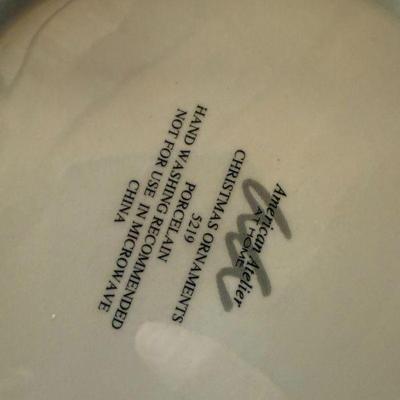 American Atelier
AT HOME
CHRISTMAS ORNAMENTS
5219
PORCELAIN
HAND WASHING RECOMMENDED
NOT FOR USE IN MICROWAVE
CHINA